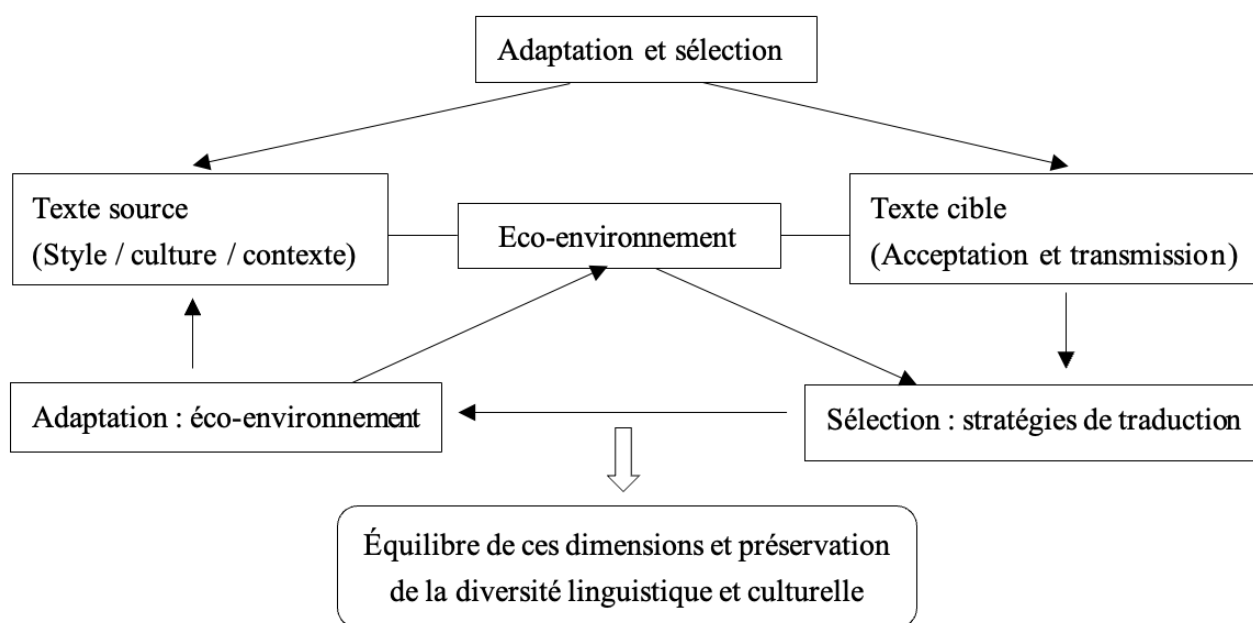 Adaptation et sélection
Texte source
(Style / culture / contexte)
Eco-environnement
Texte cible
(Acceptation et transmission)
Adaptation : éco-environnement
Sélection : stratégies de traduction
Équilibre de ces dimensions et préservation
de la diversité linguistique et culturelle